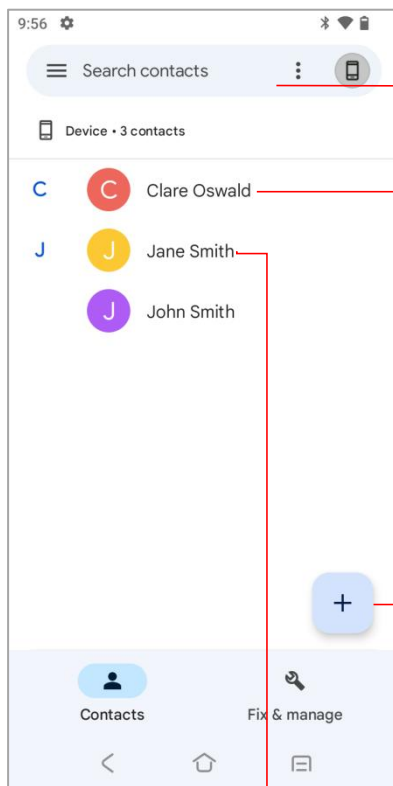 9:56
Search contacts
Device • 3 contacts
C C Clare Oswald
J J Jane Smith
J John Smith
+
Contacts Fix & manage